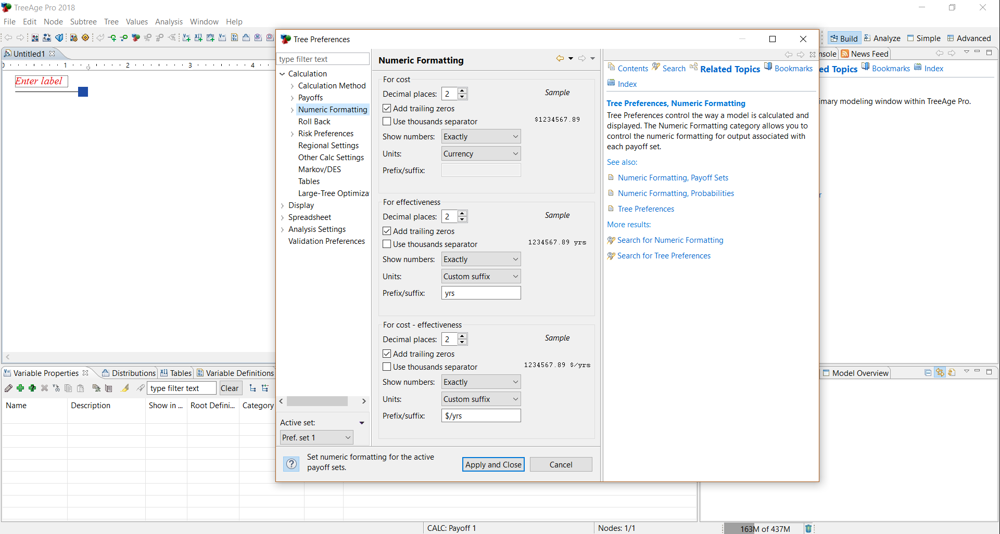 TreeAge Pro 2018
File Edit Node Subtree Tree Values Analysis Window Help
Build Analyze Simple Advanced
Untitled1
0 1 2 3 4
Enter label
Tree Preferences
type filter text
Calculation
Calculation Method
Payoffs
Numeric Formatting
Roll Back
Risk Preferences
Regional Settings
Other Calc Settings
Markov/DES
Tables
Large-Tree Optimiza
Display
Spreadsheet
Analysis Settings
Validation Preferences
Active set:
Pref. set 1
Numeric Formatting
For cost
Decimal places: 2
Sample
Add trailing zeros
Use thousands separator
$1234567.89
Show numbers: Exactly
Units: Currency
Prefix/suffix:
For effectiveness
Decimal places: 2
Sample
Add trailing zeros
Use thousands separator
1234567.89 yrs
Show numbers: Exactly
Units: Custom suffix
Prefix/suffix: yrs
For cost - effectiveness
Decimal places: 2
Sample
Add trailing zeros
Use thousands separator
1234567.89 $/yrs
Show numbers: Exactly
Units: Custom suffix
Prefix/suffix: $/yrs
Set numeric formatting for the active
payoff sets.
Apply and Close Cancel
Contents Search Related Topics Bookmarks
Index
Tree Preferences, Numeric Formatting
Tree Preferences control the way a model is calculated and
displayed. The Numeric Formatting category allows you to
control the numeric formatting for output associated with
each payoff set.
See also:
Numeric Formatting, Payoff Sets
Numeric Formatting, Probabilities
Tree Preferences
More results:
Search for Numeric Formatting
Search for Tree Preferences
nsole News Feed
ed Topics Bookmarks Index
imary modeling window within TreeAge Pro.
r
Variable Properties Distributions Tables Variable Definitions
type filter text Clear
Name Description Show in ... Root Defini... Category
Model Overview
CALC: Payoff 1 Nodes: 1/1 163M of 437M